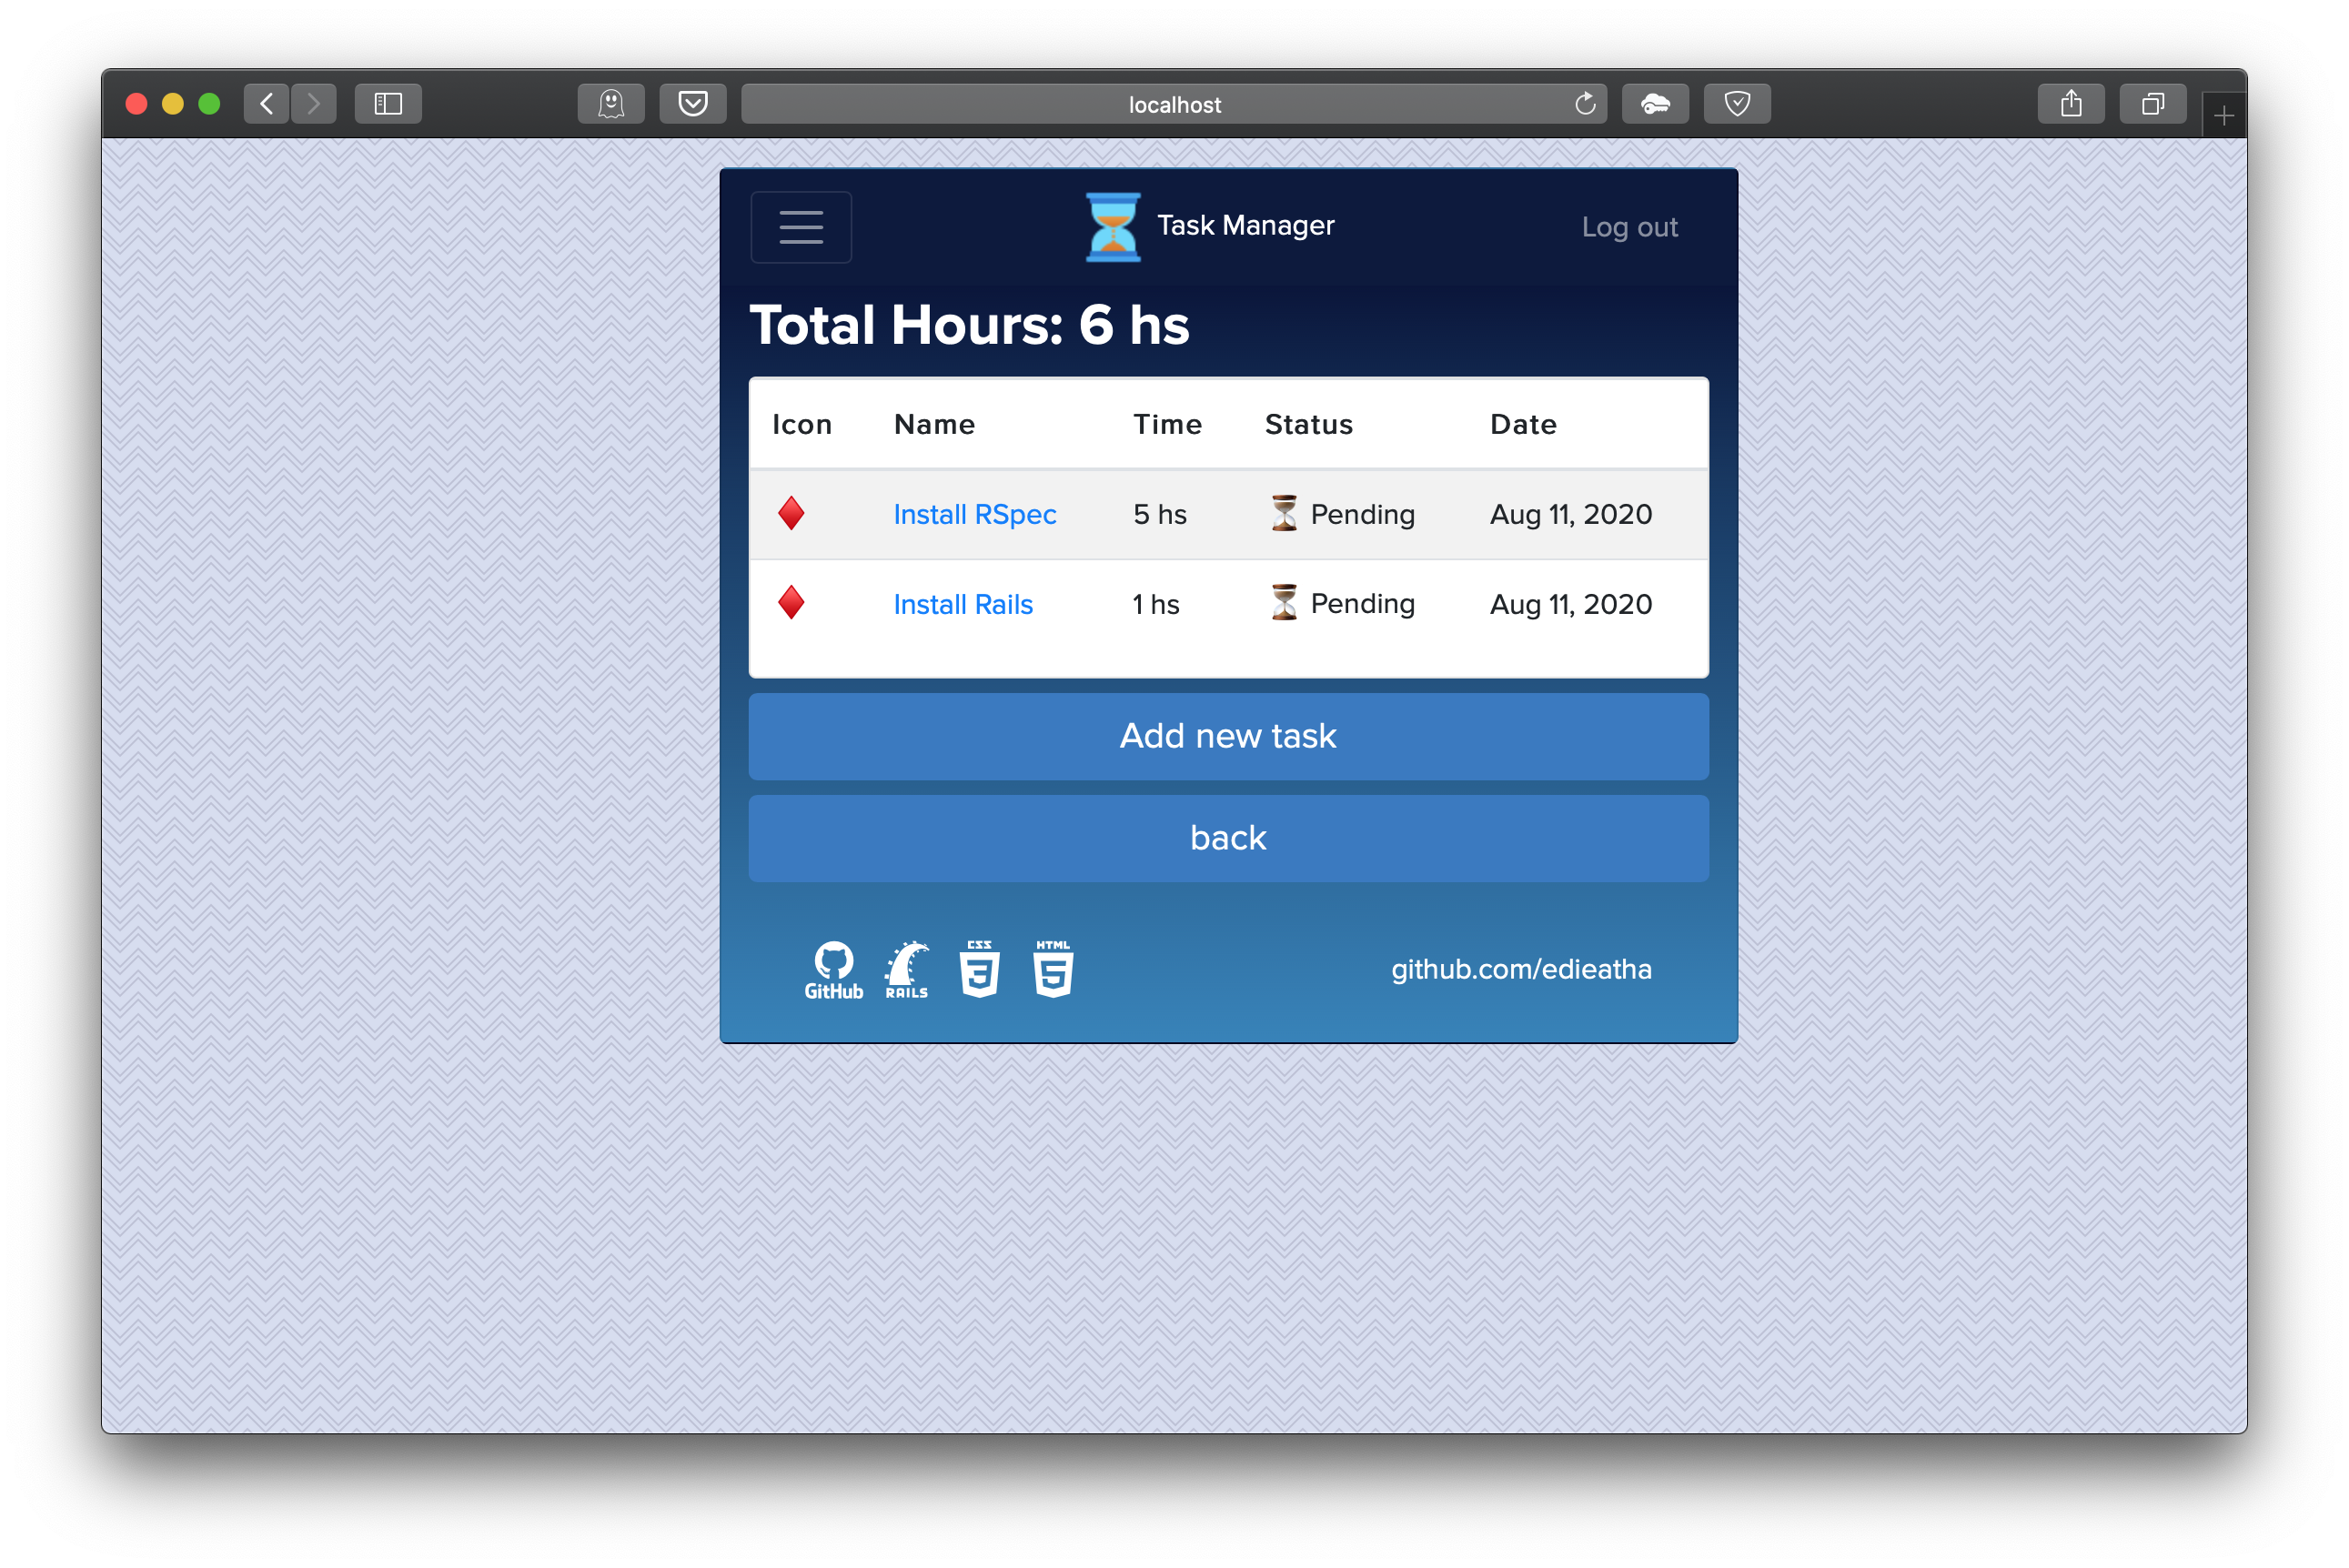 localhost
Task Manager
Log out
Total Hours: 6 hs
Icon Name Time Status Date
Install RSpec 5 hs Pending Aug 11, 2020
Install Rails 1 hs Pending Aug 11, 2020
Add new task
back
GitHub RAILS CSS 3 HTML 5
github.com/edieatha